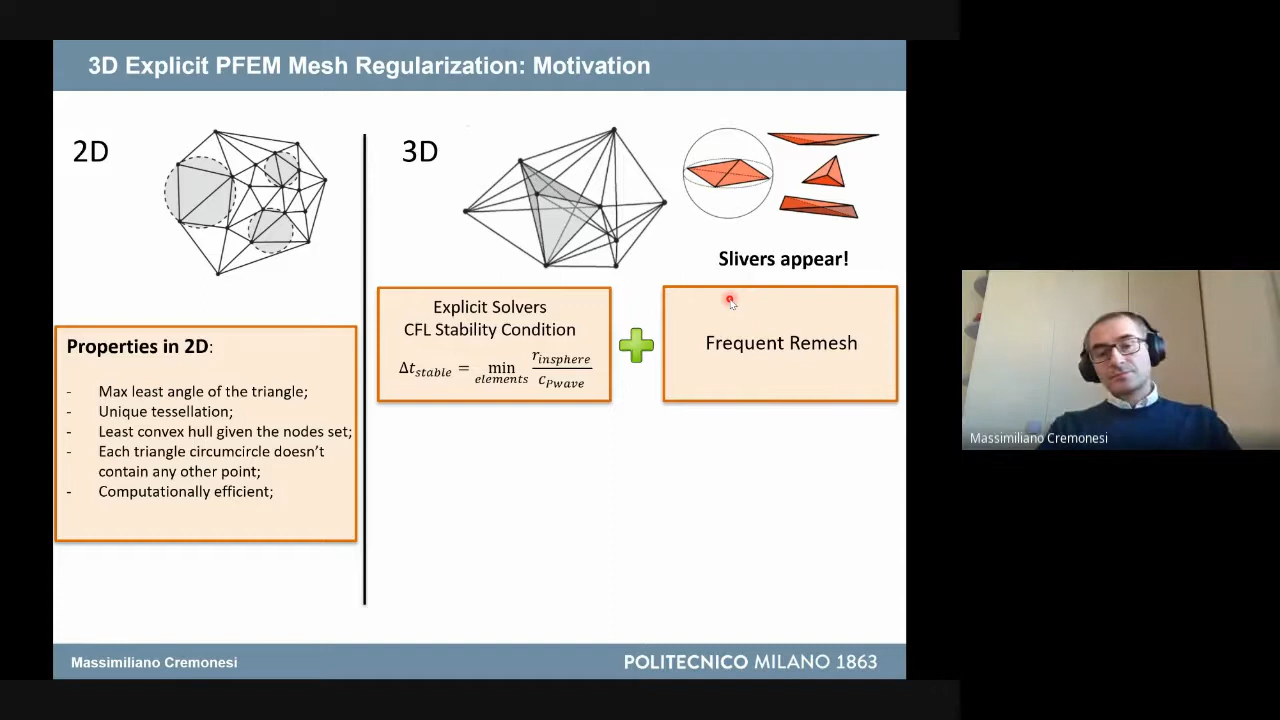 3D Explicit PFEM Mesh Regularization: Motivation
2D
3D
Slivers appear!
Properties in 2D:
- Max least angle of the triangle;
- Unique tessellation;
- Least convex hull given the nodes set;
- Each triangle circumcircle doesn't
contain any other point;
- Computationally efficient;
Explicit Solvers
CFL Stability Condition
Δt_stable = min_elements r_insphere / c_Pwave
Frequent Remesh
Massimiliano Cremonesi
Massimiliano Cremonesi
POLITECNICO MILANO 1863